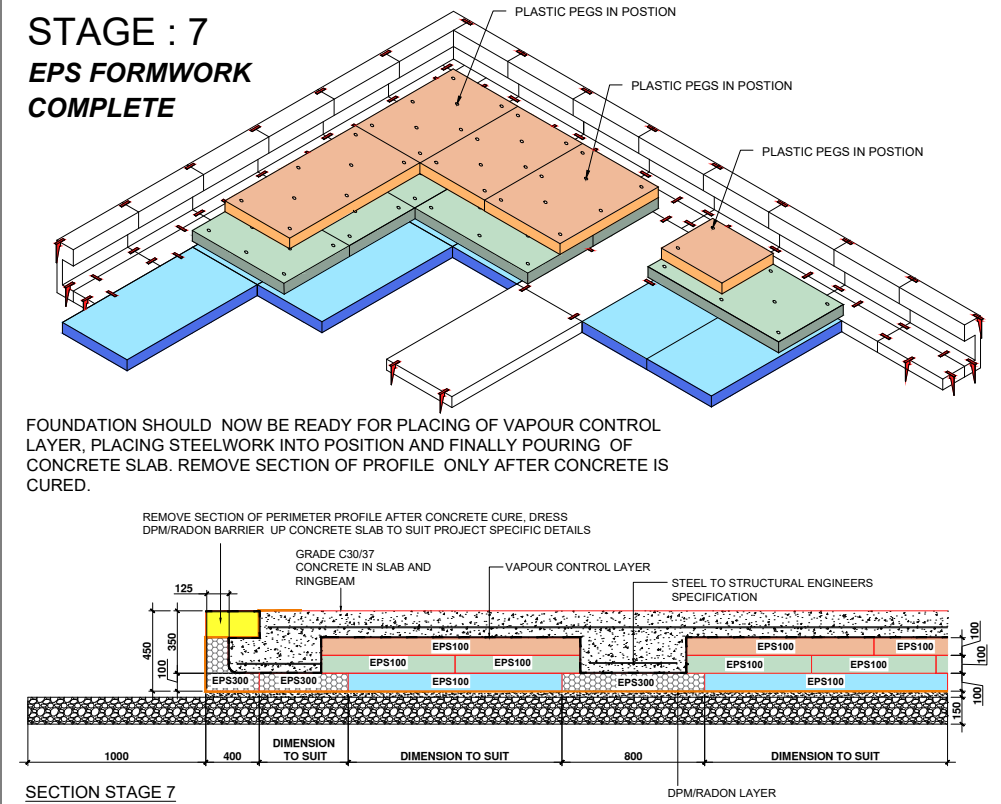 STAGE : 7
EPS FORMWORK
COMPLETE
PLASTIC PEGS IN POSTION
PLASTIC PEGS IN POSTION
PLASTIC PEGS IN POSTION
FOUNDATION SHOULD NOW BE READY FOR PLACING OF VAPOUR CONTROL
LAYER, PLACING STEELWORK INTO POSITION AND FINALLY POURING OF
CONCRETE SLAB. REMOVE SECTION OF PROFILE ONLY AFTER CONCRETE IS
CURED.
REMOVE SECTION OF PERIMETER PROFILE AFTER CONCRETE CURE, DRESS
DPM/RADON BARRIER UP CONCRETE SLAB TO SUIT PROJECT SPECIFIC DETAILS
GRADE C30/37
CONCRETE IN SLAB AND
RINGBEAM
VAPOUR CONTROL LAYER
STEEL TO STRUCTURAL ENGINEERS
SPECIFICATION
125
450
350
100
EPS100
EPS100
EPS100
EPS100
EPS100
EPS100
EPS300
EPS300
EPS100
EPS300
EPS100
100
100
100
150
1000
400
DIMENSION
TO SUIT
DIMENSION TO SUIT
800
DIMENSION TO SUIT
SECTION STAGE 7
DPM/RADON LAYER